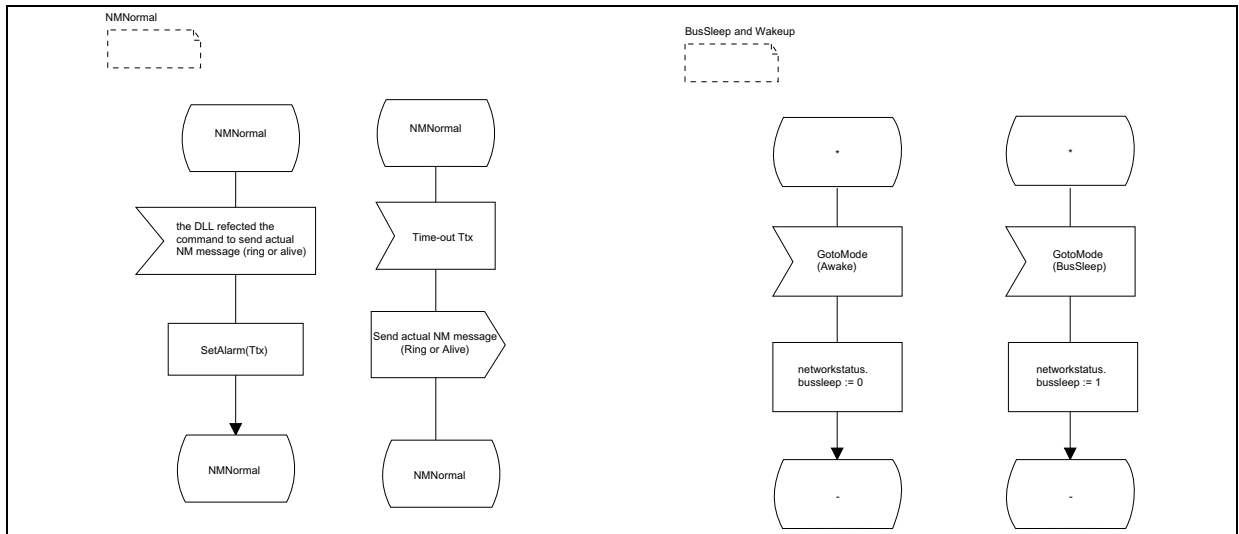 NMNormal
NMNormal
the DLL refected the
command to send actual
NM message (ring or alive)
SetAlarm(Ttx)
NMNormal
NMNormal
Time-out Ttx
Send actual NM message
(Ring or Alive)
NMNormal
BusSleep and Wakeup
*
GotoMode
(Awake)
networkstatus.
bussleep := 0
-
*
GotoMode
(BusSleep)
networkstatus.
bussleep := 1
-